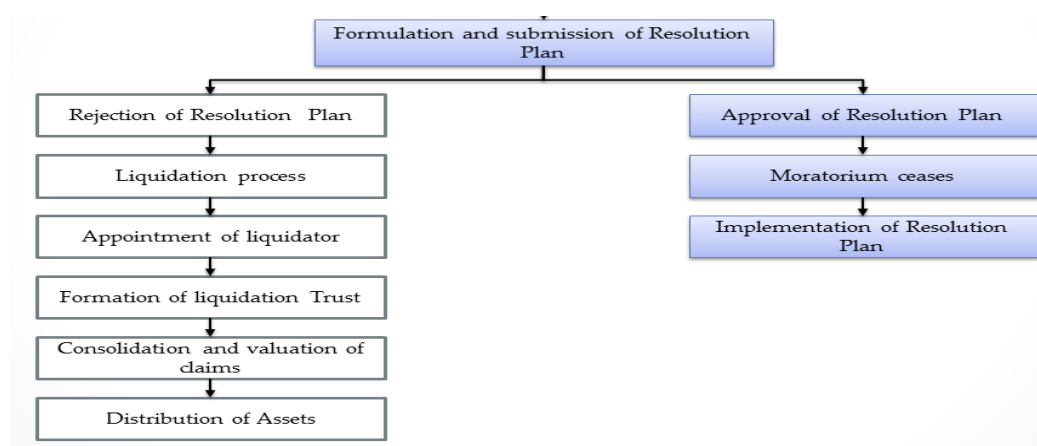 Formulation and submission of Resolution
Plan
Rejection of Resolution Plan
Liquidation process
Appointment of liquidator
Formation of liquidation Trust
Consolidation and valuation of
claims
Distribution of Assets
Approval of Resolution Plan
Moratorium ceases
Implementation of Resolution
Plan